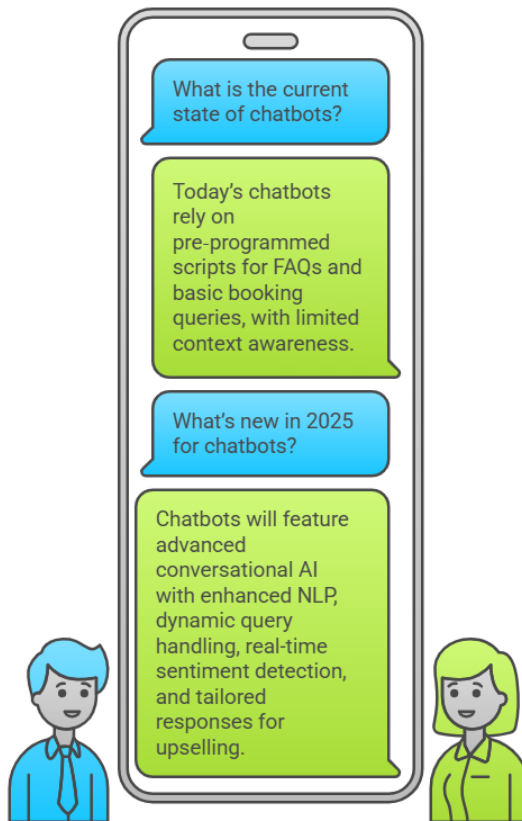 What is the current
state of chatbots?
Today's chatbots
rely on
pre-programmed
scripts for FAQs and
basic booking
queries, with limited
context awareness.
What's new in 2025
for chatbots?
Chatbots will feature
advanced
conversational AI
with enhanced NLP,
dynamic query
handling, real-time
sentiment detection,
and tailored
responses for
upselling.